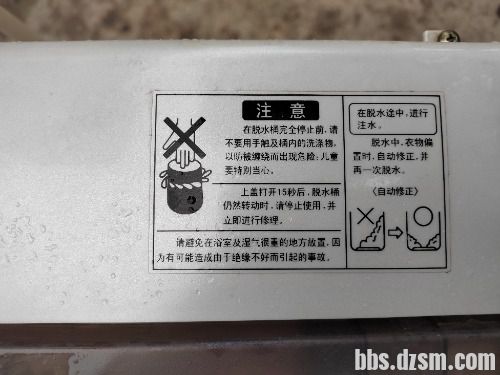 注 意
在脱水桶完全停止前,请
不要用手触及桶内的洗涤物,
以防被缠绕而出现危险;儿童
要特别当心。
上盖打开15秒后,脱水桶
仍然转动时,请停止使用,并
立即进行修理。
请避免在浴室及湿气很重的地方放置,因
为有可能造成由于绝缘不好而引起的事故。
在脱水途中,进行
注水。
脱水中,衣物偏
置时,自动修正,并
再一次脱水。
〈自动修正〉
bbs.dzsm.com